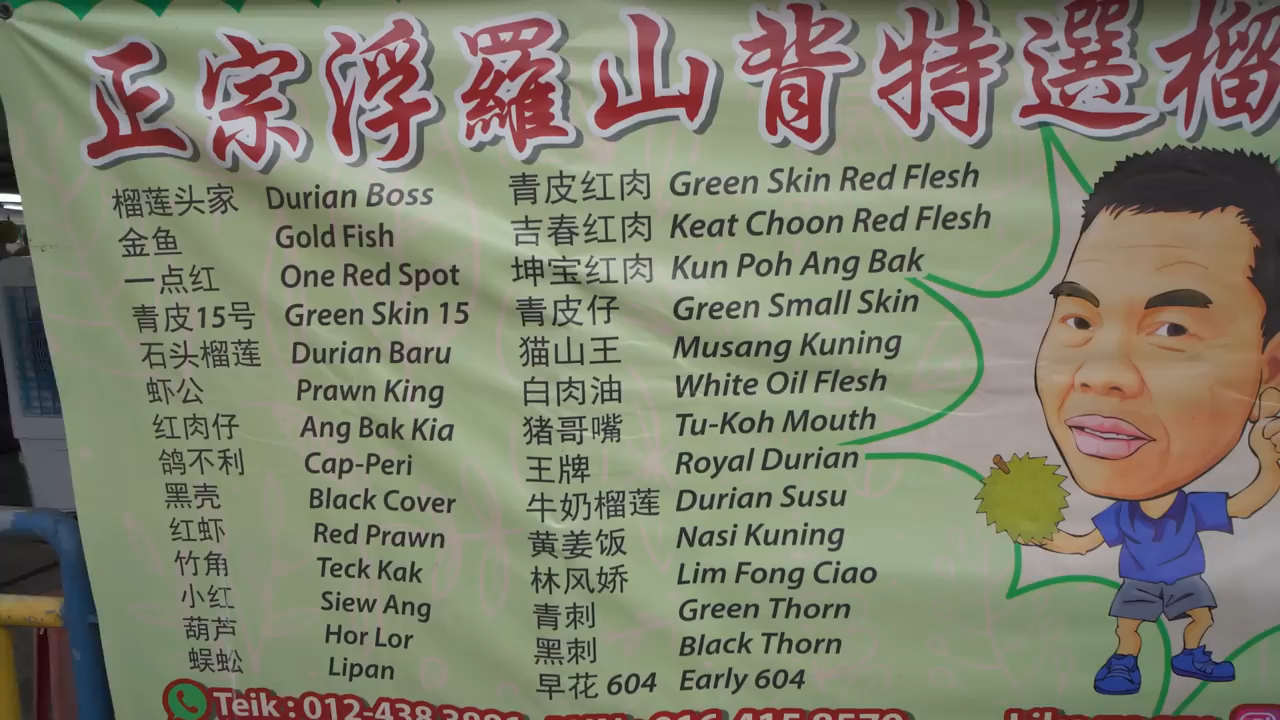 正宗浮羅山背特選榴
榴莲头家 Durian Boss
金鱼 Gold Fish
一点红 One Red Spot
青皮15号 Green Skin 15
石头榴莲 Durian Baru
虾公 Prawn King
红肉仔 Ang Bak Kia
鸽不利 Cap-Peri
黑壳 Black Cover
红虾 Red Prawn
竹角 Teck Kak
小红 Siew Ang
葫芦 Hor Lor
蜈蚣 Lipan
青皮红肉 Green Skin Red Flesh
吉春红肉 Keat Choon Red Flesh
坤宝红肉 Kun Poh Ang Bak
青皮仔 Green Small Skin
猫山王 Musang Kuning
白肉油 White Oil Flesh
猪哥嘴 Tu-Koh Mouth
王牌 Royal Durian
牛奶榴莲 Durian Susu
黄姜饭 Nasi Kuning
林风娇 Lim Fong Ciao
青刺 Green Thorn
黑刺 Black Thorn
早花 604 Early 604
Teik : 012-438